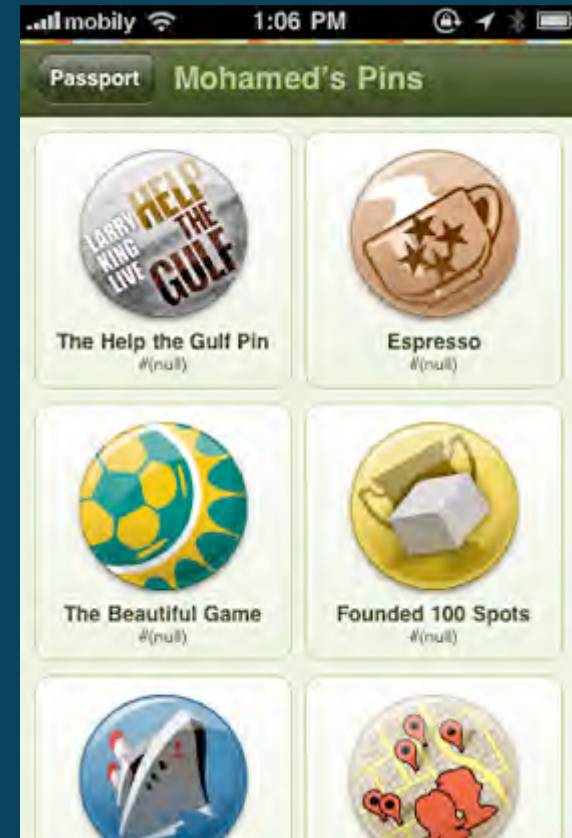 mobily 1:06 PM
Passport Mohamed's Pins
LARRY KING LIVE
HELP THE GULF
The Help the Gulf Pin
#(null)
Espresso
#(null)
The Beautiful Game
#(null)
Founded 100 Spots
#(null)